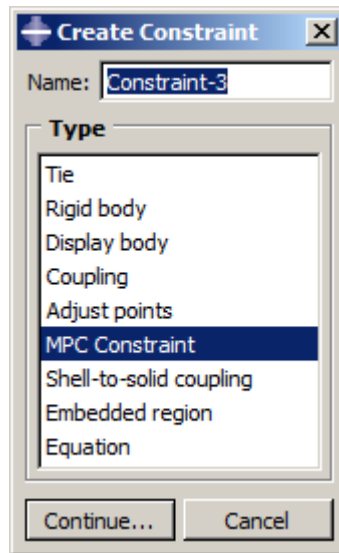 Create Constraint
Name: Constraint-3
Type
Tie
Rigid body
Display body
Coupling
Adjust points
MPC Constraint
Shell-to-solid coupling
Embedded region
Equation
Continue... Cancel